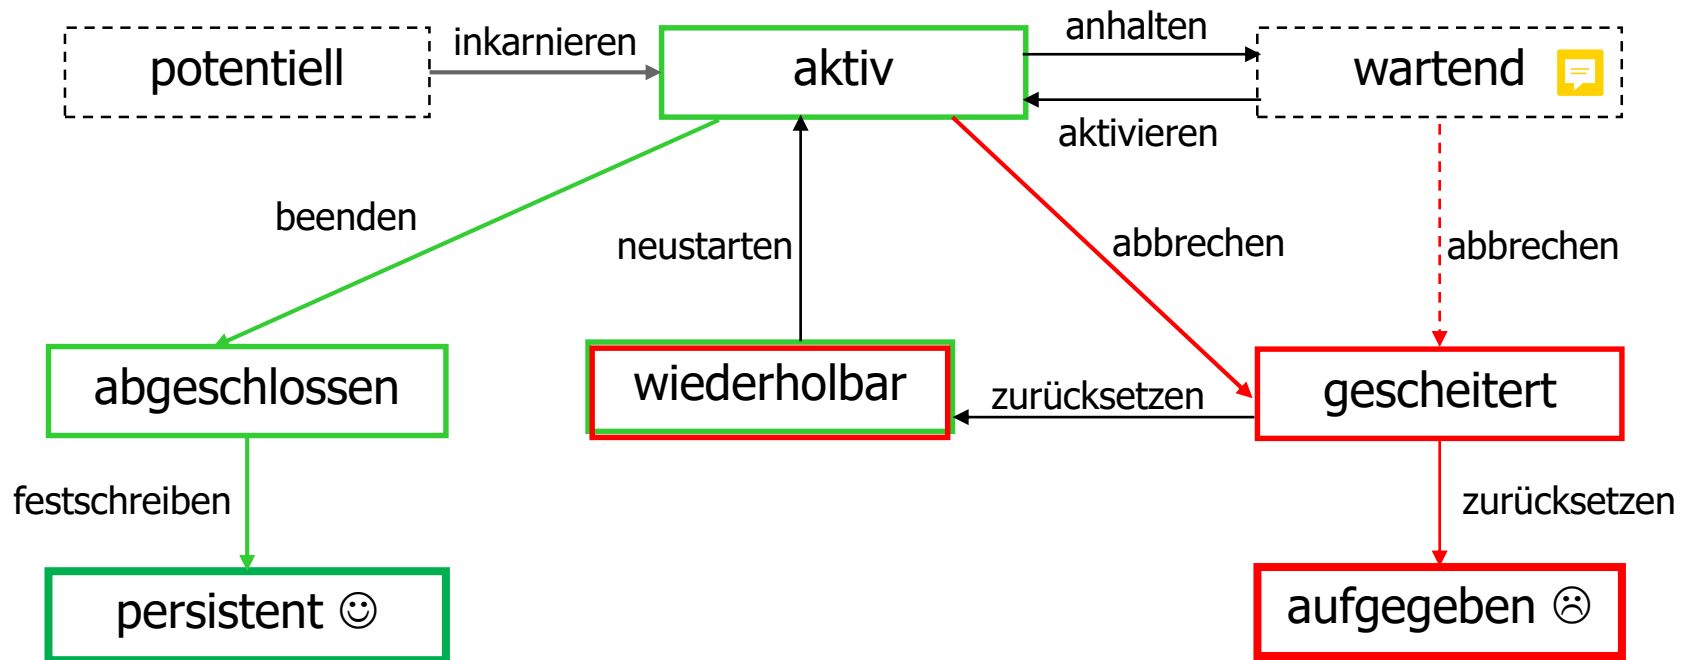 potentiell
inkarnieren
aktiv
anhalten
wartend
aktivieren
beenden
neustarten
abbrechen
abbrechen
abgeschlossen
wiederholbar
zurücksetzen
gescheitert
festschreiben
zurücksetzen
persistent ☺
aufgegeben ☹